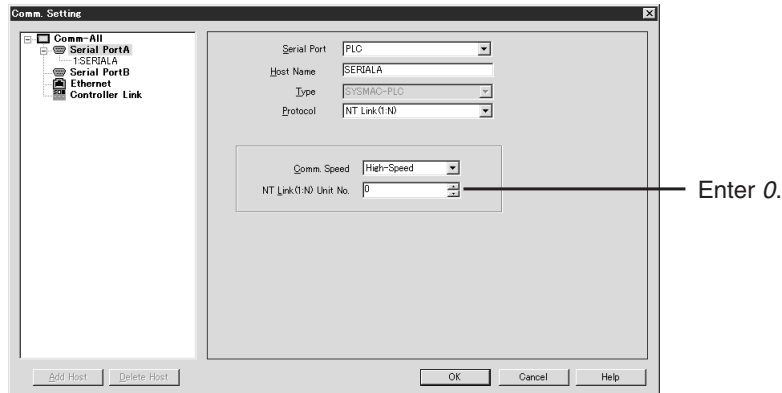 Comm. Setting
Comm-All
Serial PortA
1:SERIALA
Serial PortB
Ethernet
Controller Link
Serial Port PLC
Host Name SERIALA
Type SYSMAC-PLC
Protocol NT Link(1:N)
Comm. Speed High-Speed
NT Link(1:N) Unit No. 0
Enter 0.
Add Host Delete Host OK Cancel Help